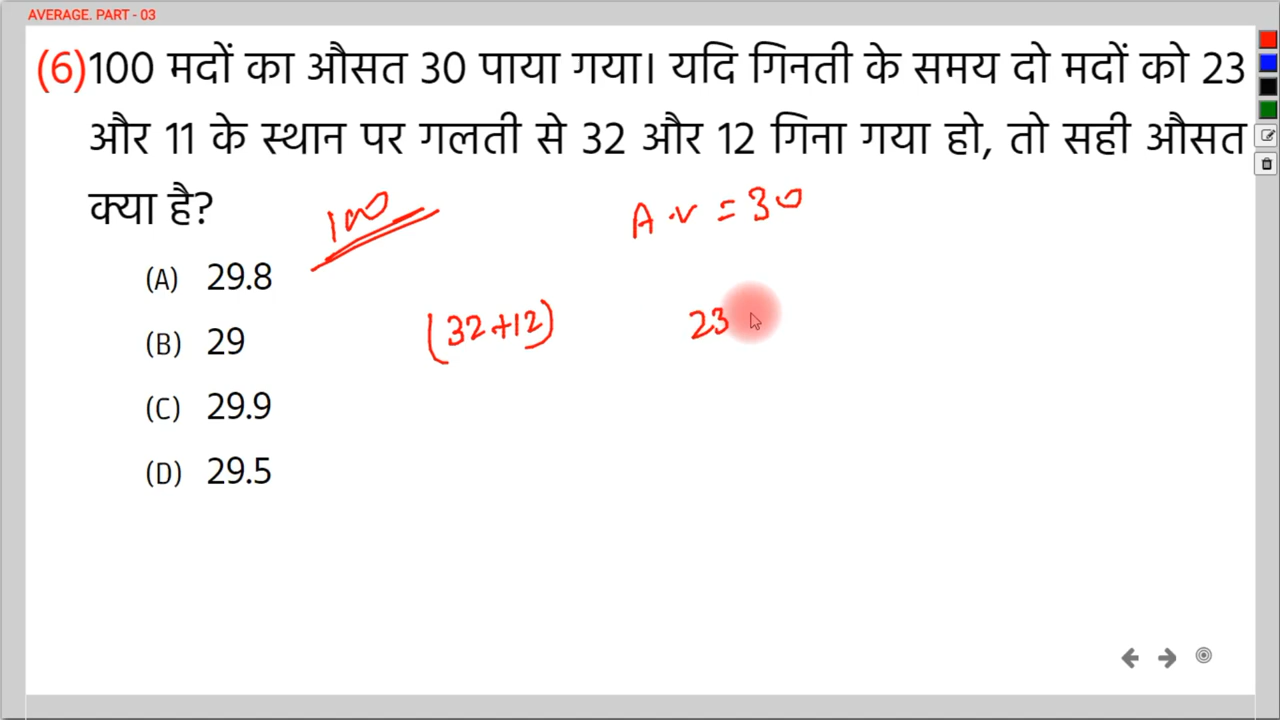 AVERAGE. PART - 03
(6)100 मदों का औसत 30 पाया गया। यदि गिनती के समय दो मदों को 23
और 11 के स्थान पर गलती से 32 और 12 गिना गया हो, तो सही औसत
क्या है?
100
A.v = 30
(A) 29.8
(32+12) 23
(B) 29
(C) 29.9
(D) 29.5